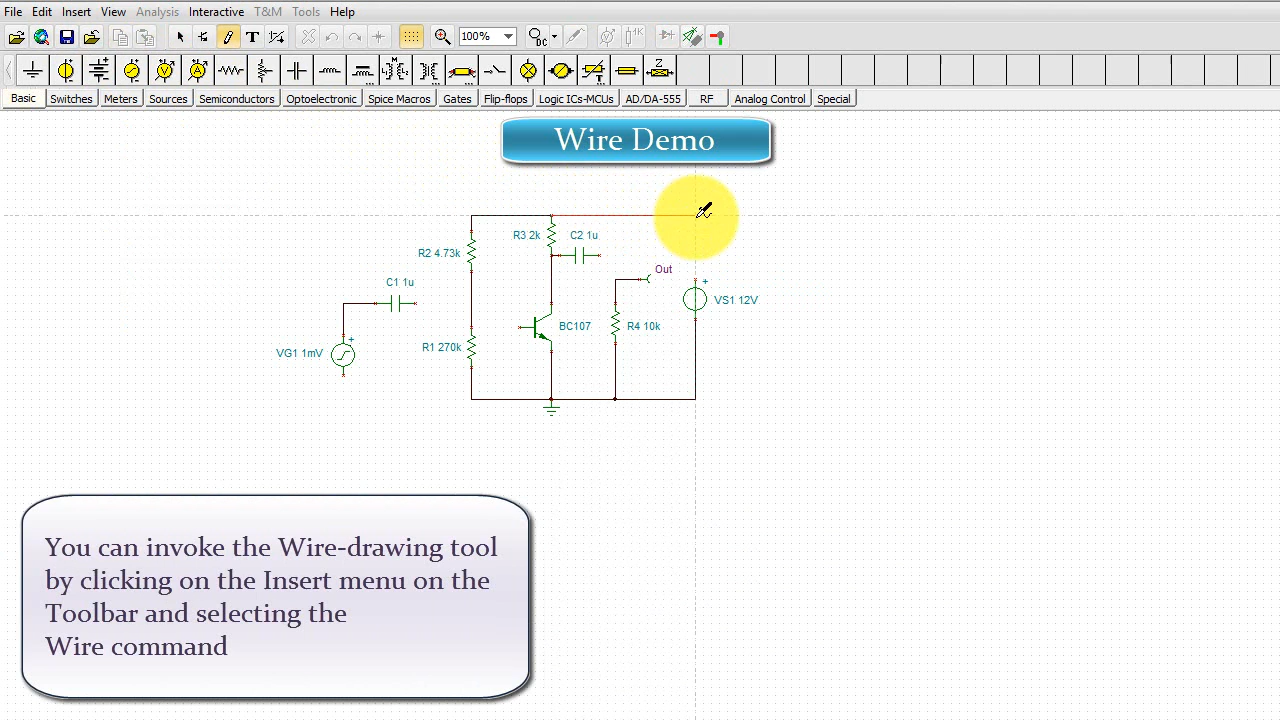 File Edit Insert View Analysis Interactive T&M Tools Help
100% DC 1K
M Z
Basic Switches Meters Sources Semiconductors Optoelectronic Spice Macros Gates Flip-flops Logic ICs-MCUs AD/DA-555 RF Analog Control Special
Wire Demo
R3 2k C2 1u
R2 4.73k
Out
C1 1u
+ VS1 12V
BC107 R4 10k
+
VG1 1mV R1 270k
You can invoke the Wire-drawing tool
by clicking on the Insert menu on the
Toolbar and selecting the
Wire command